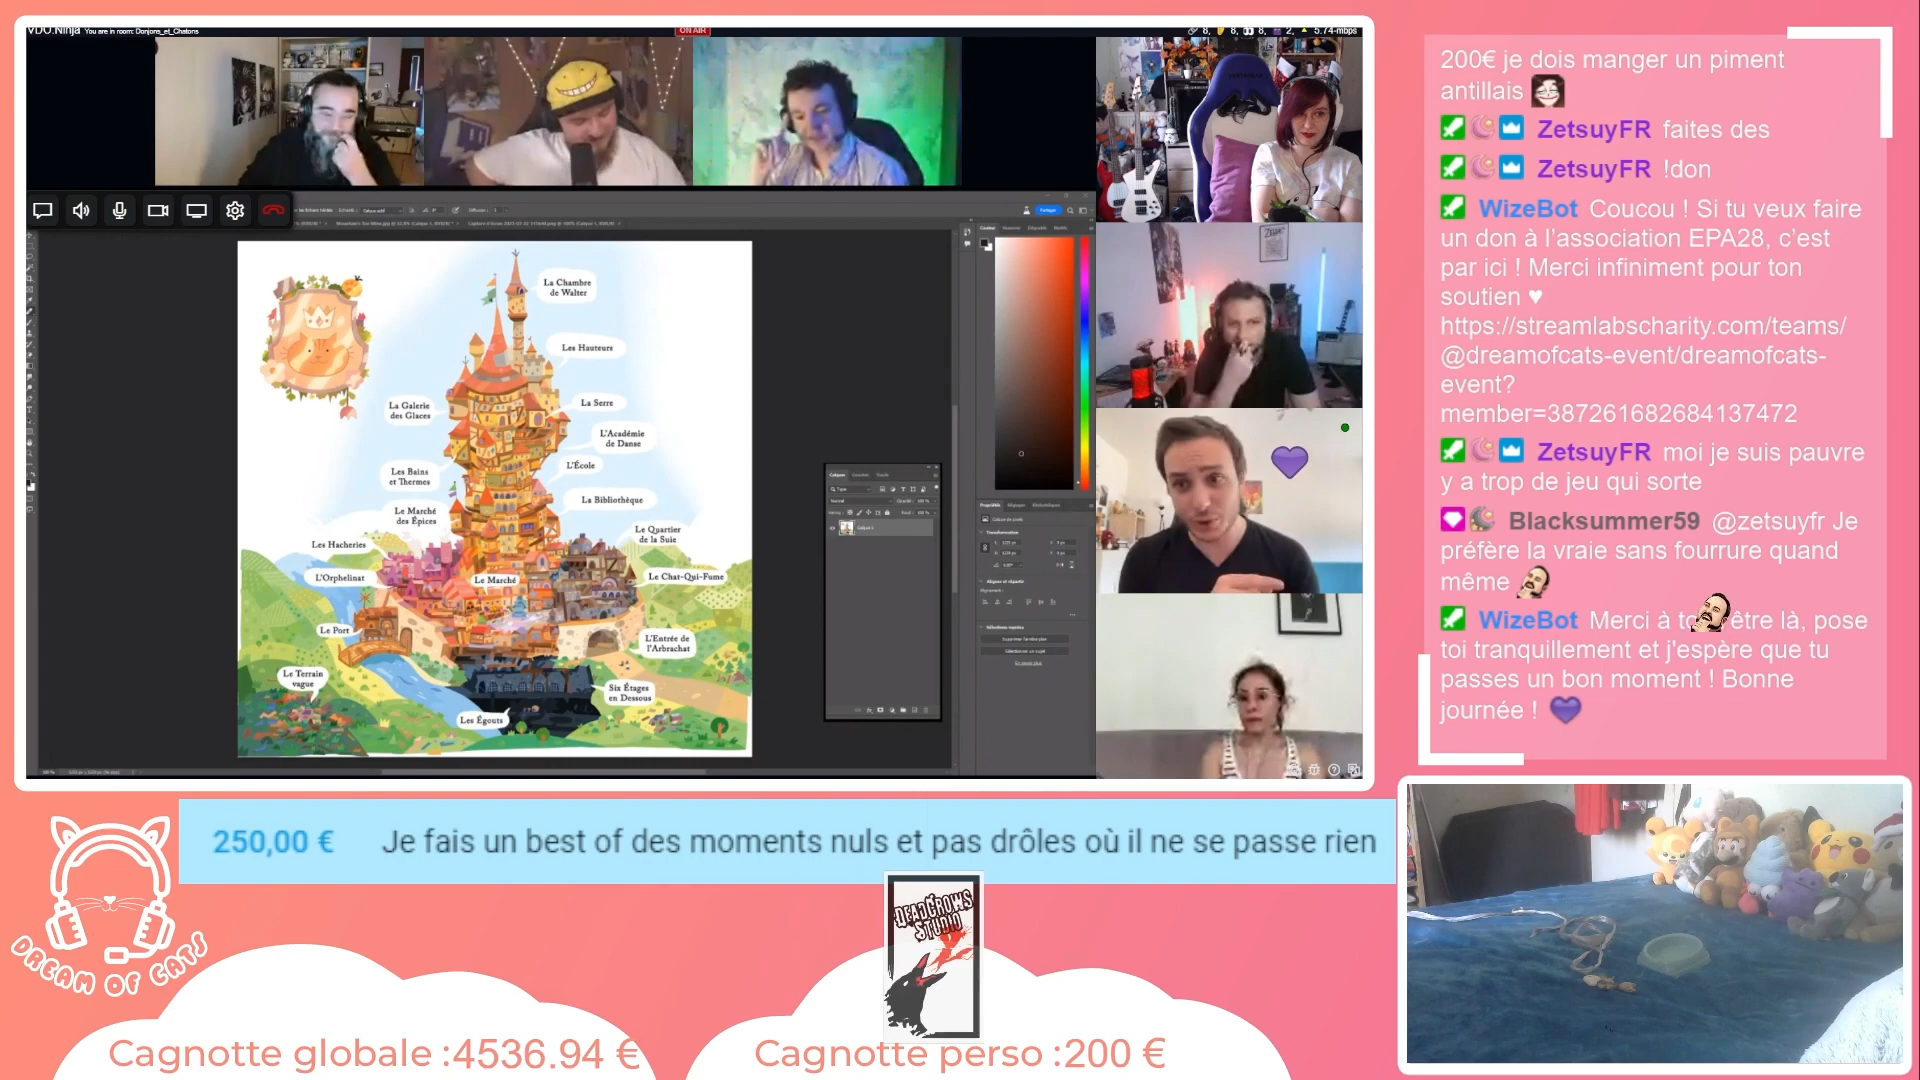 VDO.Ninja You are in room: Donjons_et_Chatons
ON AIR
8, 8, 8, 2, 5.74-mbps
La Chambre
de Walter
Les Hauteurs
La Galerie
des Glaces
La Serre
L'Académie
de Danse
L'École
Les Bains
et Thermes
La Bibliothèque
Le Marché
des Épices
Le Quartier
de la Suie
Les Hacheries
L'Orphelinat
Le Marché
Le Chat-Qui-Fume
Le Port
L'Entrée de
l'Arbrachat
Le Terrain
vague
Six Étages
en Dessous
Les Égouts
200€ je dois manger un piment
antillais
ZetsuyFR faites des
ZetsuyFR !don
WizeBot Coucou ! Si tu veux faire
un don à l'association EPA28, c'est
par ici ! Merci infiniment pour ton
soutien ♥
https://streamlabscharity.com/teams/
@dreamofcats-event/dreamofcats-
event?
member=387261682684137472
ZetsuyFR moi je suis pauvre
y a trop de jeu qui sorte
Blacksummer59 @zetsuyfr Je
préfère la vraie sans fourrure quand
même
WizeBot Merci à être là, pose
toi tranquillement et j'espère que tu
passes un bon moment ! Bonne
journée !
250,00 € Je fais un best of des moments nuls et pas drôles où il ne se passe rien
DREAM OF CATS
DEADCROWS
STUDIO
Cagnotte globale :4536.94 €
Cagnotte perso :200 €